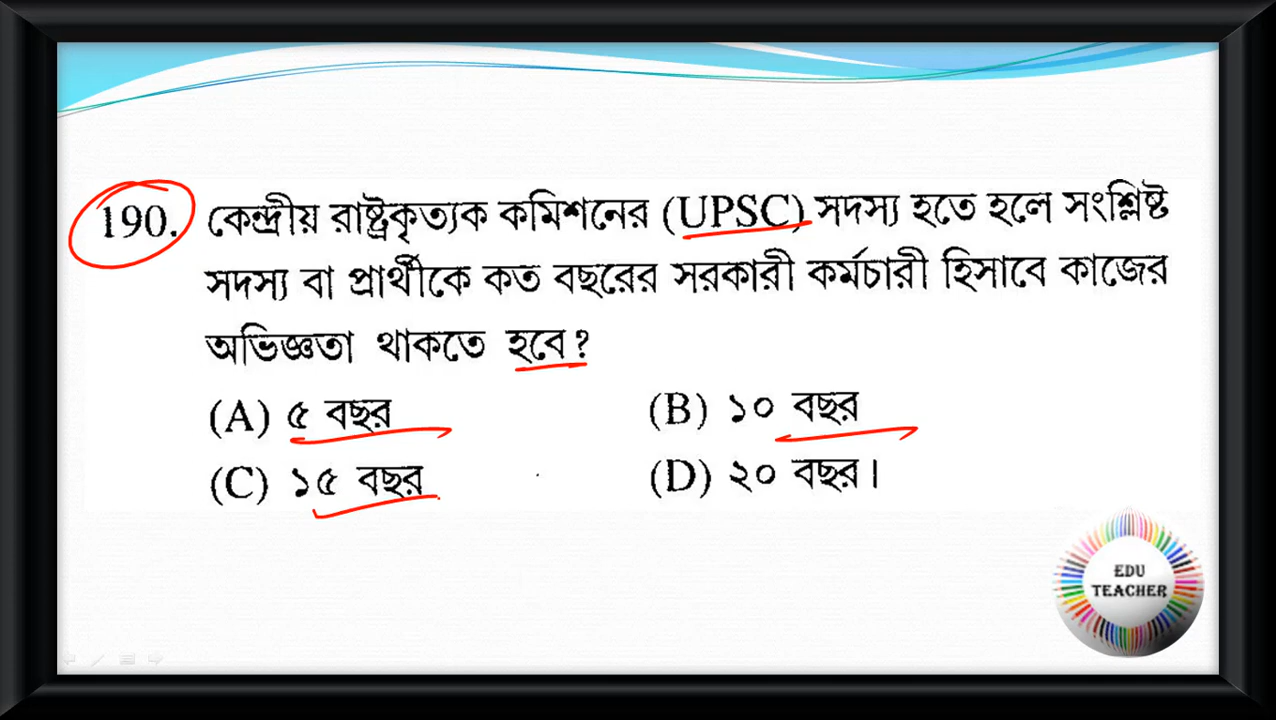 190. কেন্দ্রীয় রাষ্ট্রকৃত্যক কমিশনের (UPSC) সদস্য হতে হলে সংশ্লিষ্ট
সদস্য বা প্রার্থীকে কত বছরের সরকারী কর্মচারী হিসাবে কাজের
অভিজ্ঞতা থাকতে হবে?
(A) ৫ বছর (B) ১০ বছর
(C) ১৫ বছর (D) ২০ বছর।
EDU
TEACHER